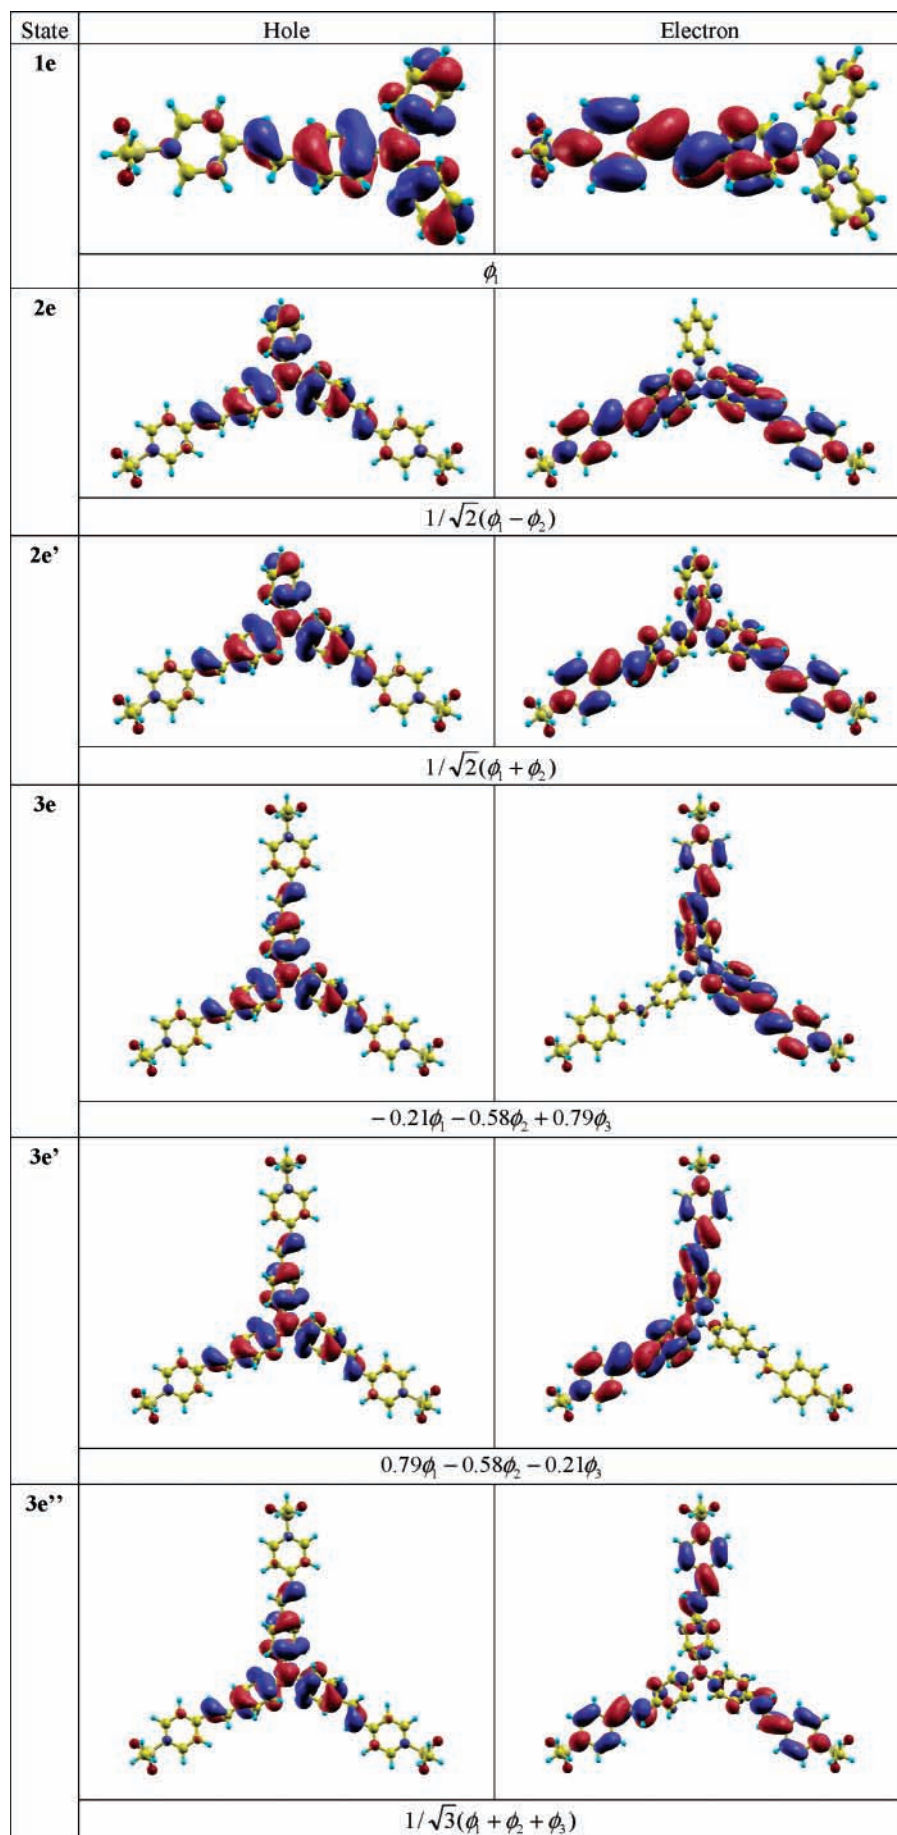 State Hole Electron
1e
ϕ₁
2e
1/√2(ϕ₁ − ϕ₂)
2e’
1/√2(ϕ₁ + ϕ₂)
3e
− 0.21ϕ₁ − 0.58ϕ₂ + 0.79ϕ₃
3e’
0.79ϕ₁ − 0.58ϕ₂ − 0.21ϕ₃
3e’’
1/√3(ϕ₁ + ϕ₂ + ϕ₃)